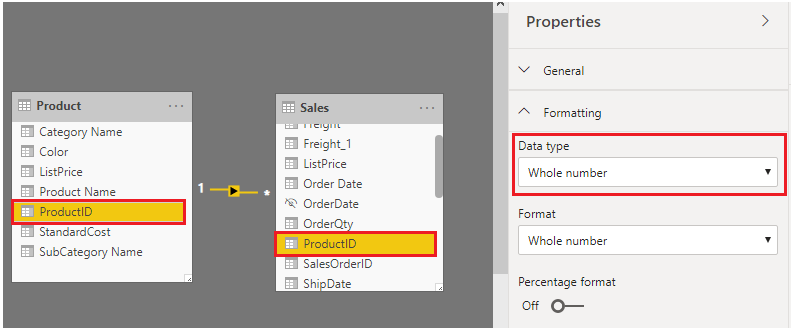 Product
...
Category Name
Color
ListPrice
Product Name
ProductID
StandardCost
SubCategory Name
1
*
Sales
...
Freight
Freight_1
ListPrice
Order Date
OrderDate
OrderQty
ProductID
SalesOrderID
ShipDate
Properties
General
Formatting
Data type
Whole number
Format
Whole number
Percentage format
Off